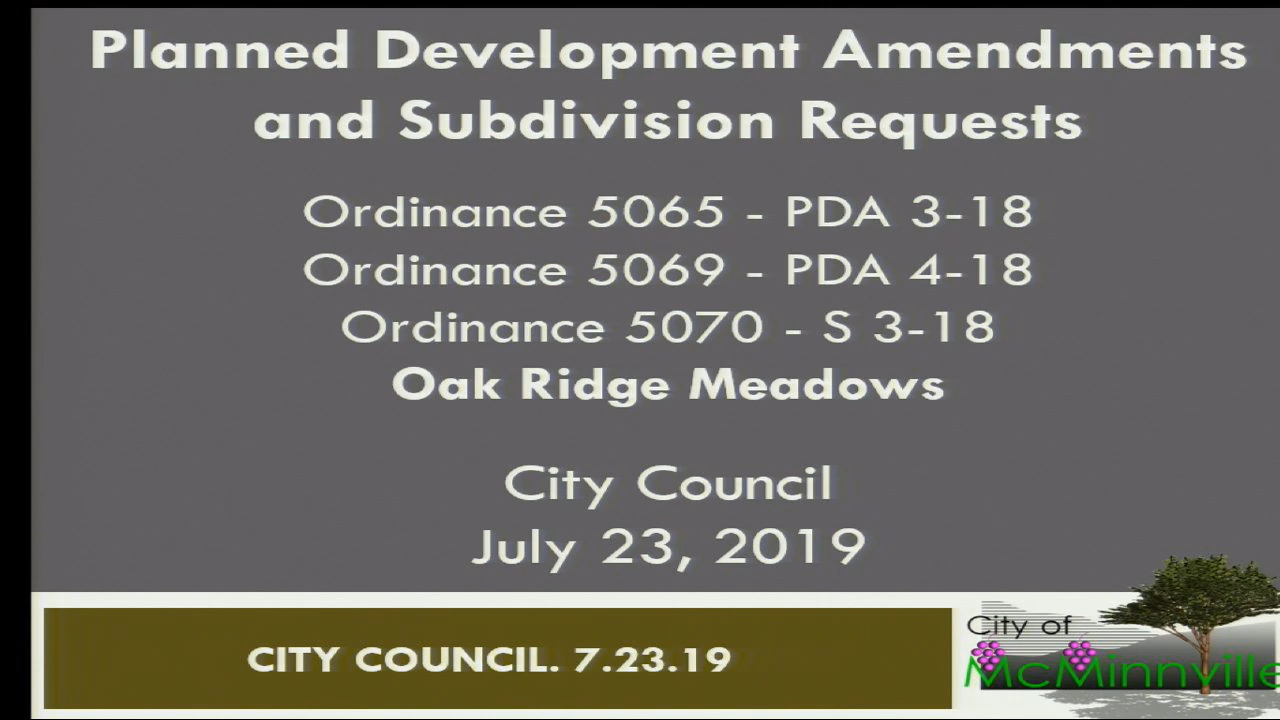 Planned Development Amendments
and Subdivision Requests
Ordinance 5065 - PDA 3-18
Ordinance 5069 - PDA 4-18
Ordinance 5070 - S 3-18
Oak Ridge Meadows
City Council
July 23, 2019
CITY COUNCIL. 7.23.19
City of
McMinnville